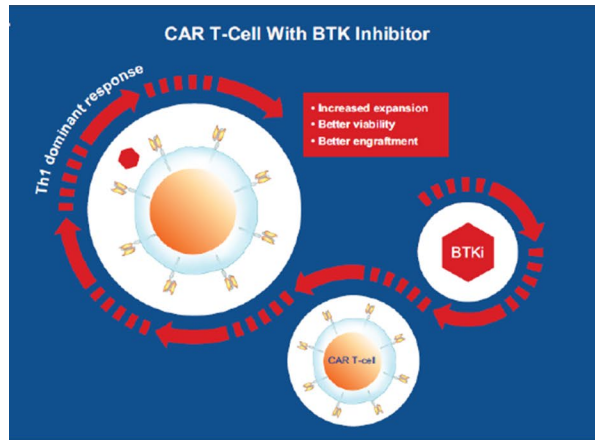 CAR T-Cell With BTK Inhibitor
Th1 dominant response
• Increased expansion
• Better viability
• Better engraftment
BTKi
CAR T-cell